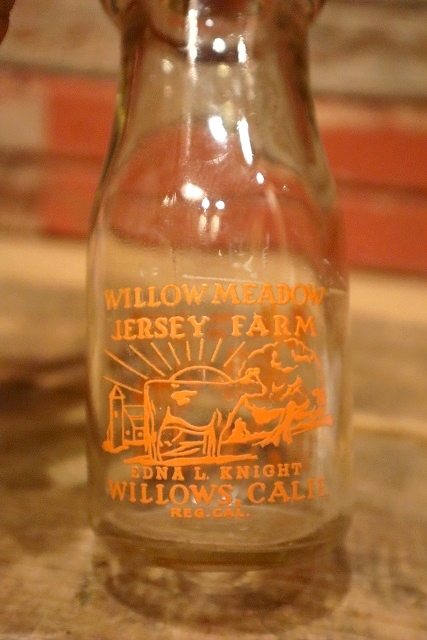 WILLOW MEADOW
JERSEY FARM
EDNA L. KNIGHT
WILLOWS, CALIF.
REG. CAL.